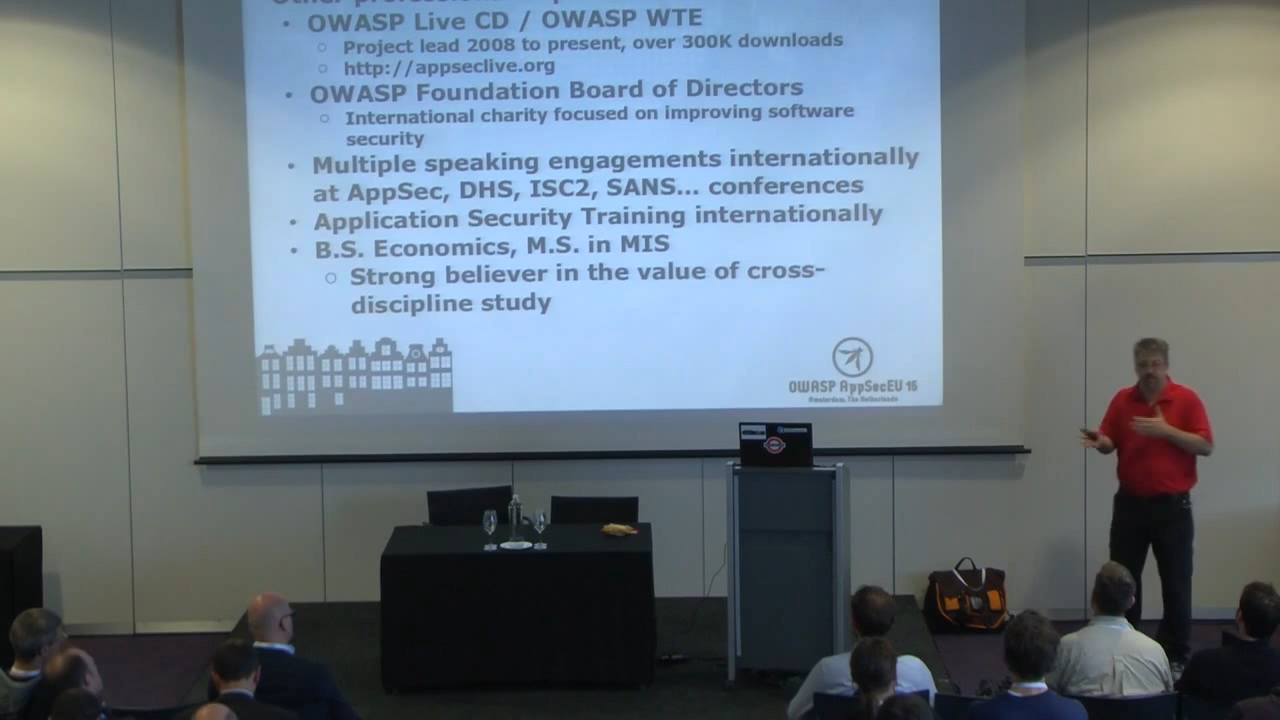 OWASP Live CD / OWASP WTE
Project lead 2008 to present, over 300K downloads
http://appseclive.org
OWASP Foundation Board of Directors
International charity focused on improving software
security
Multiple speaking engagements internationally
at AppSec, DHS, ISC2, SANS... conferences
Application Security Training internationally
B.S. Economics, M.S. in MIS
Strong believer in the value of cross-
discipline study
OWASP AppSecEU 15
Amsterdam, The Netherlands